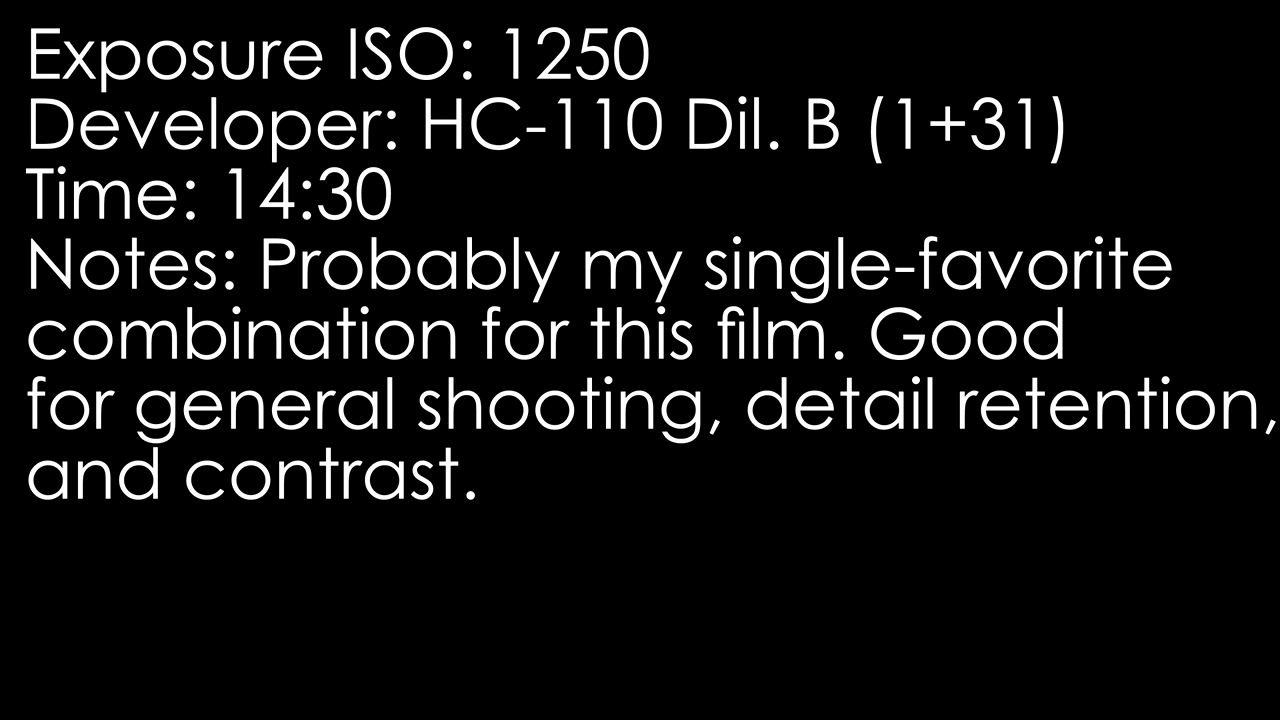 Exposure ISO: 1250
Developer: HC-110 Dil. B (1+31)
Time: 14:30
Notes: Probably my single-favorite
combination for this film. Good
for general shooting, detail retention,
and contrast.